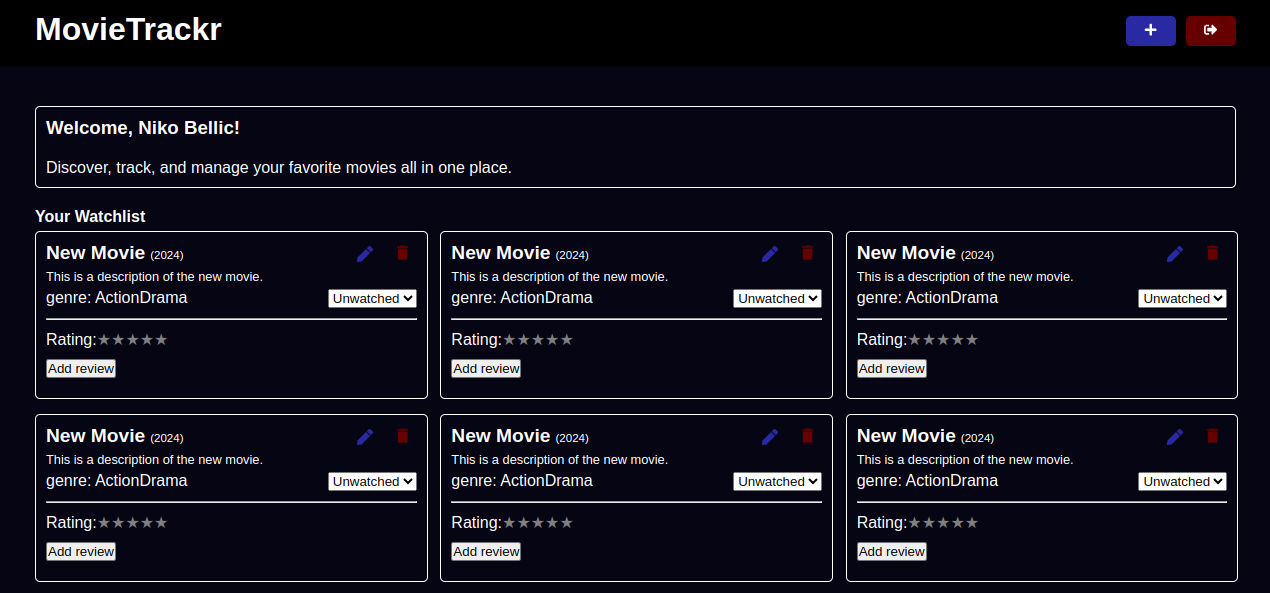 MovieTrackr
Welcome, Niko Bellic!
Discover, track, and manage your favorite movies all in one place.
Your Watchlist
New Movie (2024)
This is a description of the new movie.
genre: ActionDrama Unwatched
Rating:★★★★★
Add review
New Movie (2024)
This is a description of the new movie.
genre: ActionDrama Unwatched
Rating:★★★★★
Add review
New Movie (2024)
This is a description of the new movie.
genre: ActionDrama Unwatched
Rating:★★★★★
Add review
New Movie (2024)
This is a description of the new movie.
genre: ActionDrama Unwatched
Rating:★★★★★
Add review
New Movie (2024)
This is a description of the new movie.
genre: ActionDrama Unwatched
Rating:★★★★★
Add review
New Movie (2024)
This is a description of the new movie.
genre: ActionDrama Unwatched
Rating:★★★★★
Add review